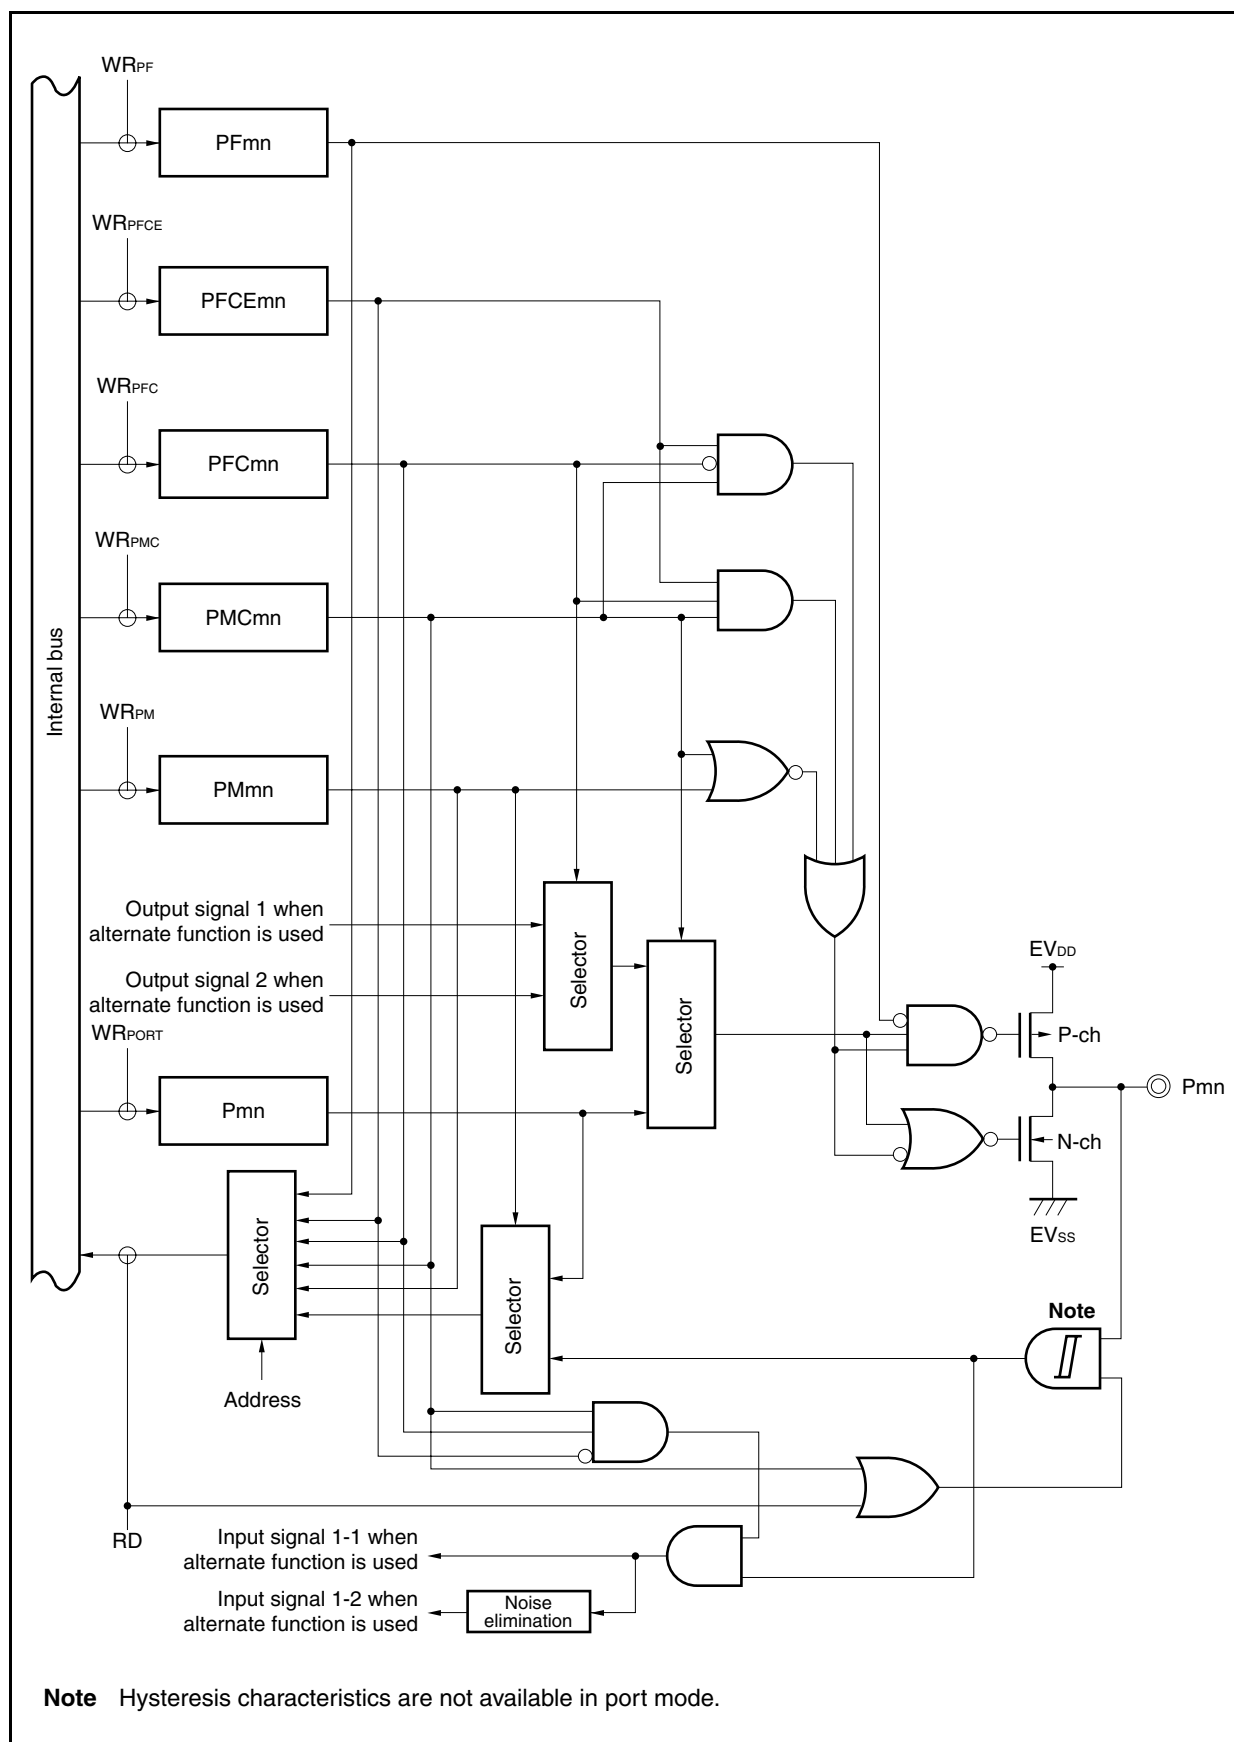 WRPF
PFmn
WRPFCE
PFCEmn
WRPFC
PFCmn
WRPMC
PMCmn
Internal bus
WRPM
PMmn
Output signal 1 when
alternate function is used
Output signal 2 when
alternate function is used
Selector
Selector
WRPORT
Pmn
EVDD
P-ch
Pmn
N-ch
EVSS
Selector
Selector
Address
Note
RD
Input signal 1-1 when
alternate function is used
Input signal 1-2 when
alternate function is used
Noise
elimination
Note Hysteresis characteristics are not available in port mode.